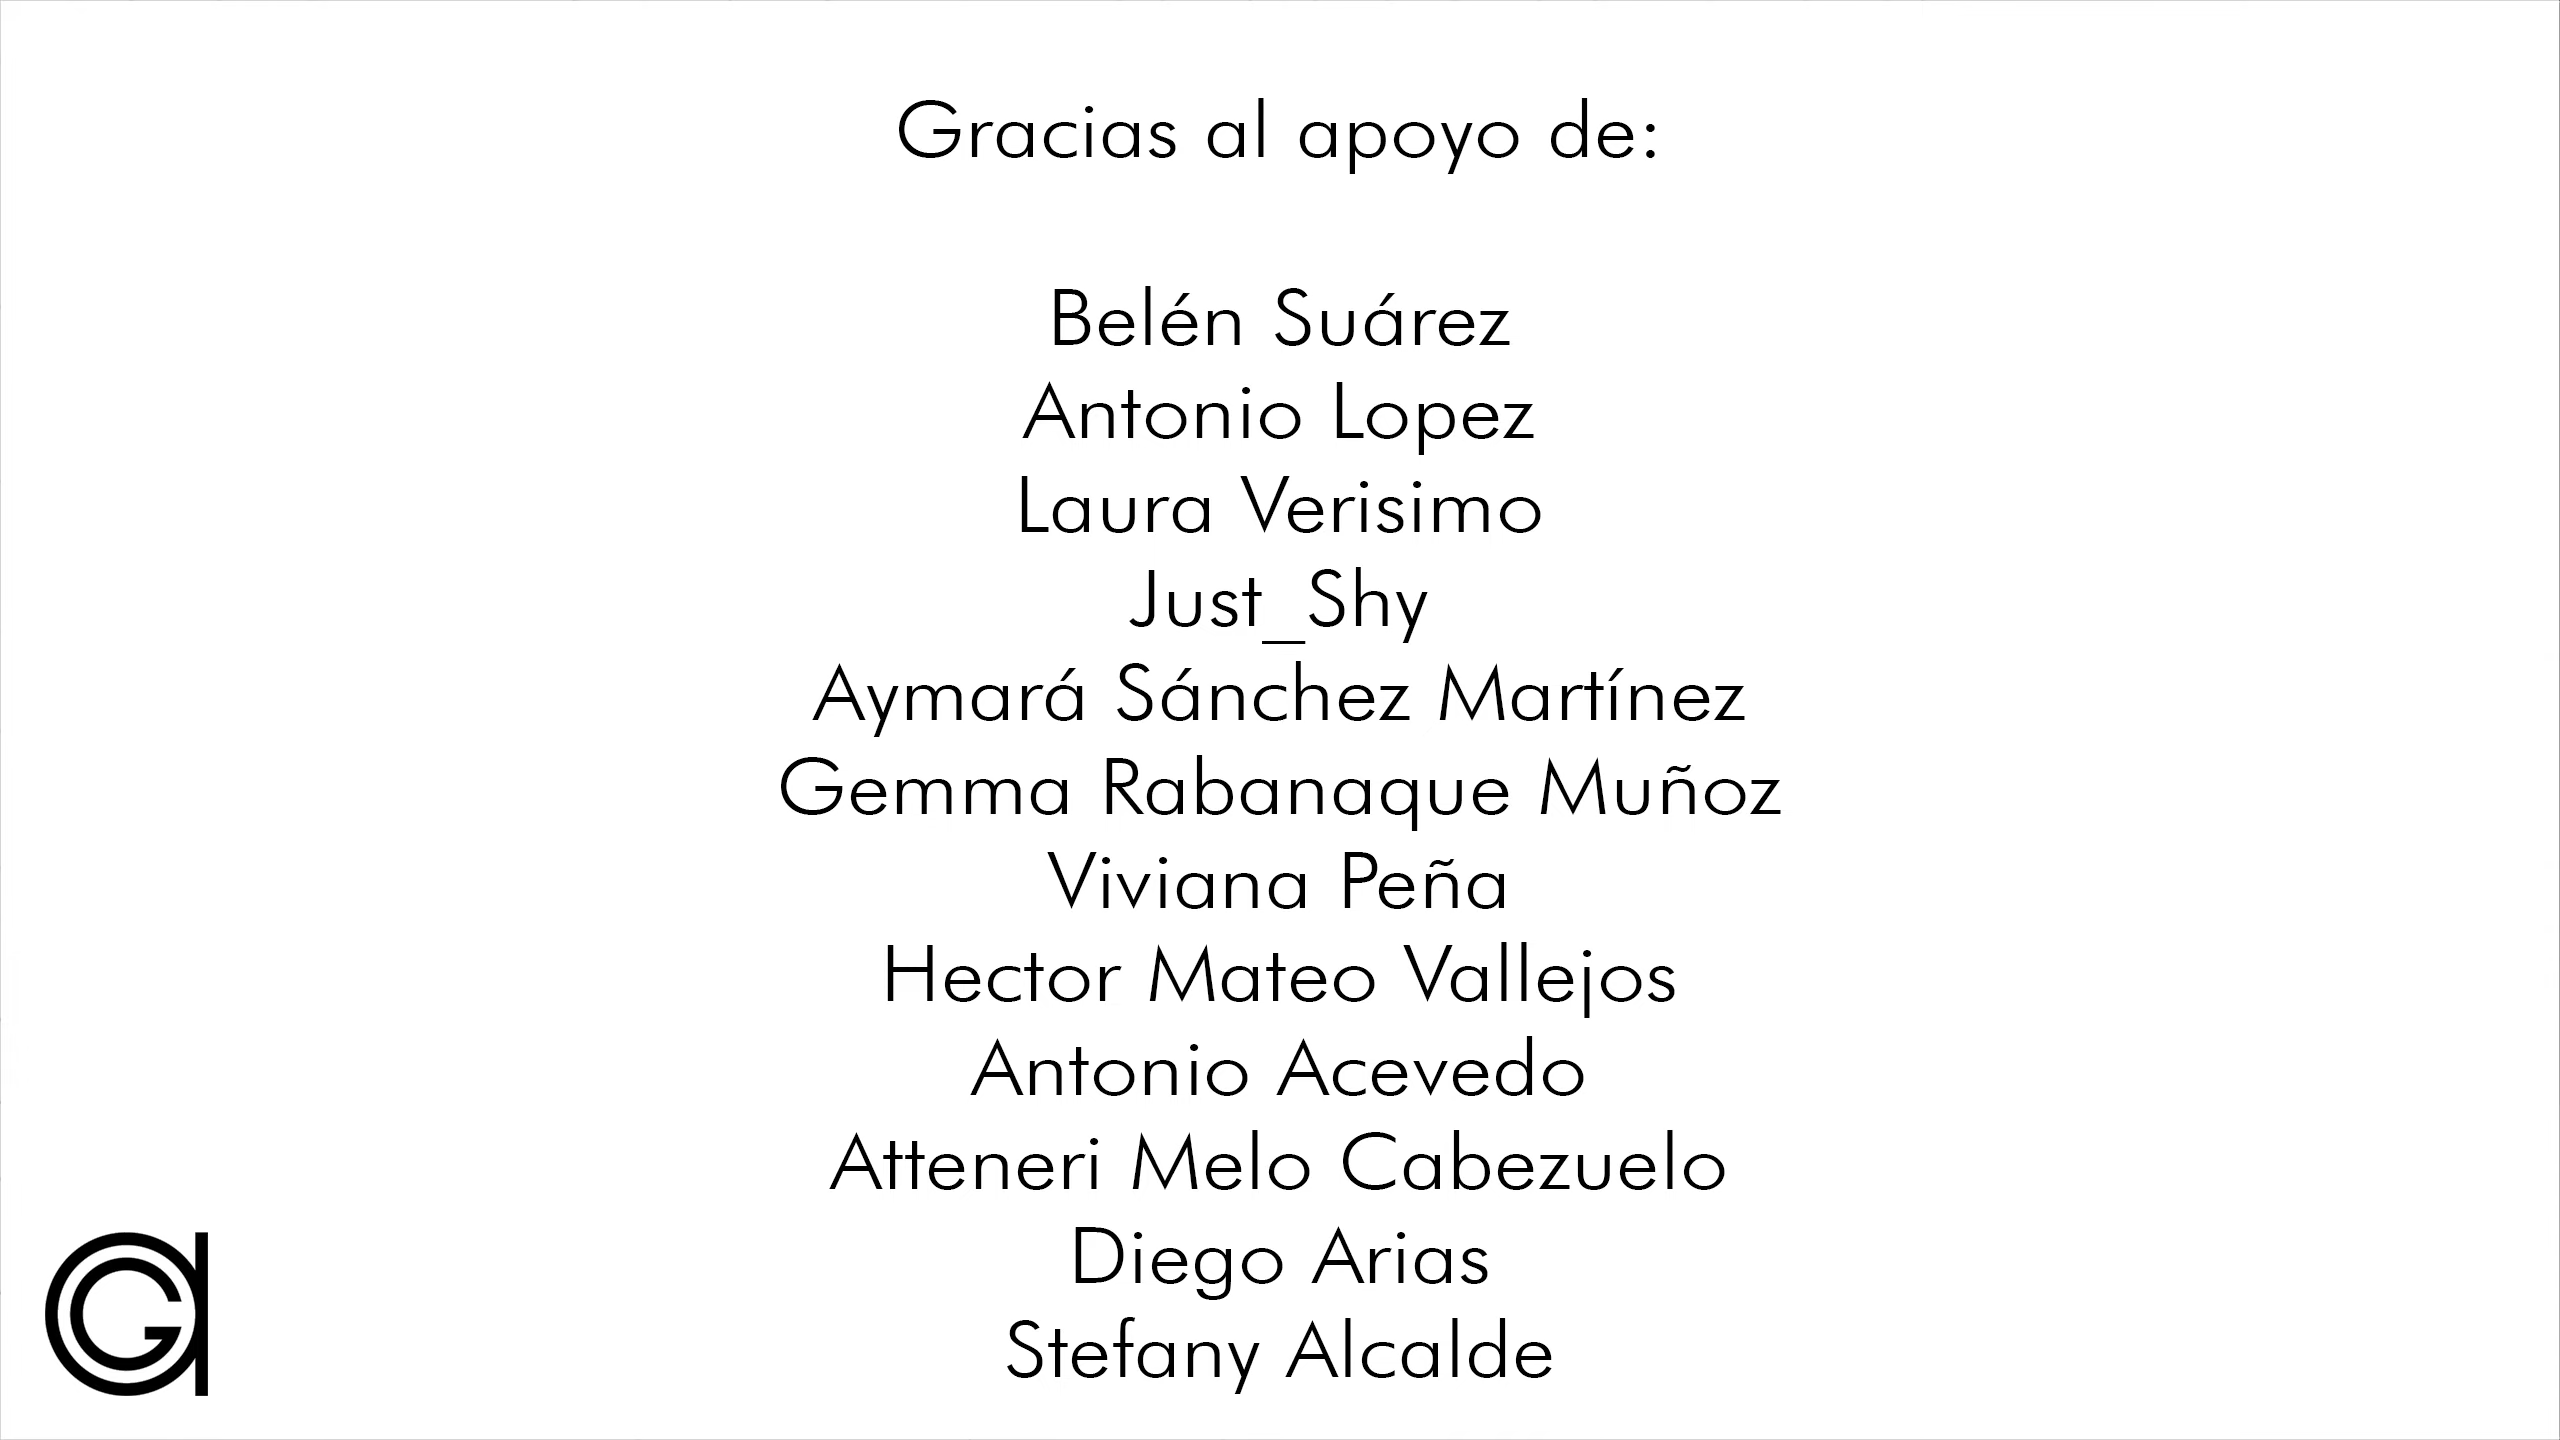 Gracias al apoyo de:
Belén Suárez
Antonio Lopez
Laura Verisimo
Just_Shy
Aymará Sánchez Martínez
Gemma Rabanaque Muñoz
Viviana Peña
Hector Mateo Vallejos
Antonio Acevedo
Atteneri Melo Cabezuelo
Diego Arias
Stefany Alcalde